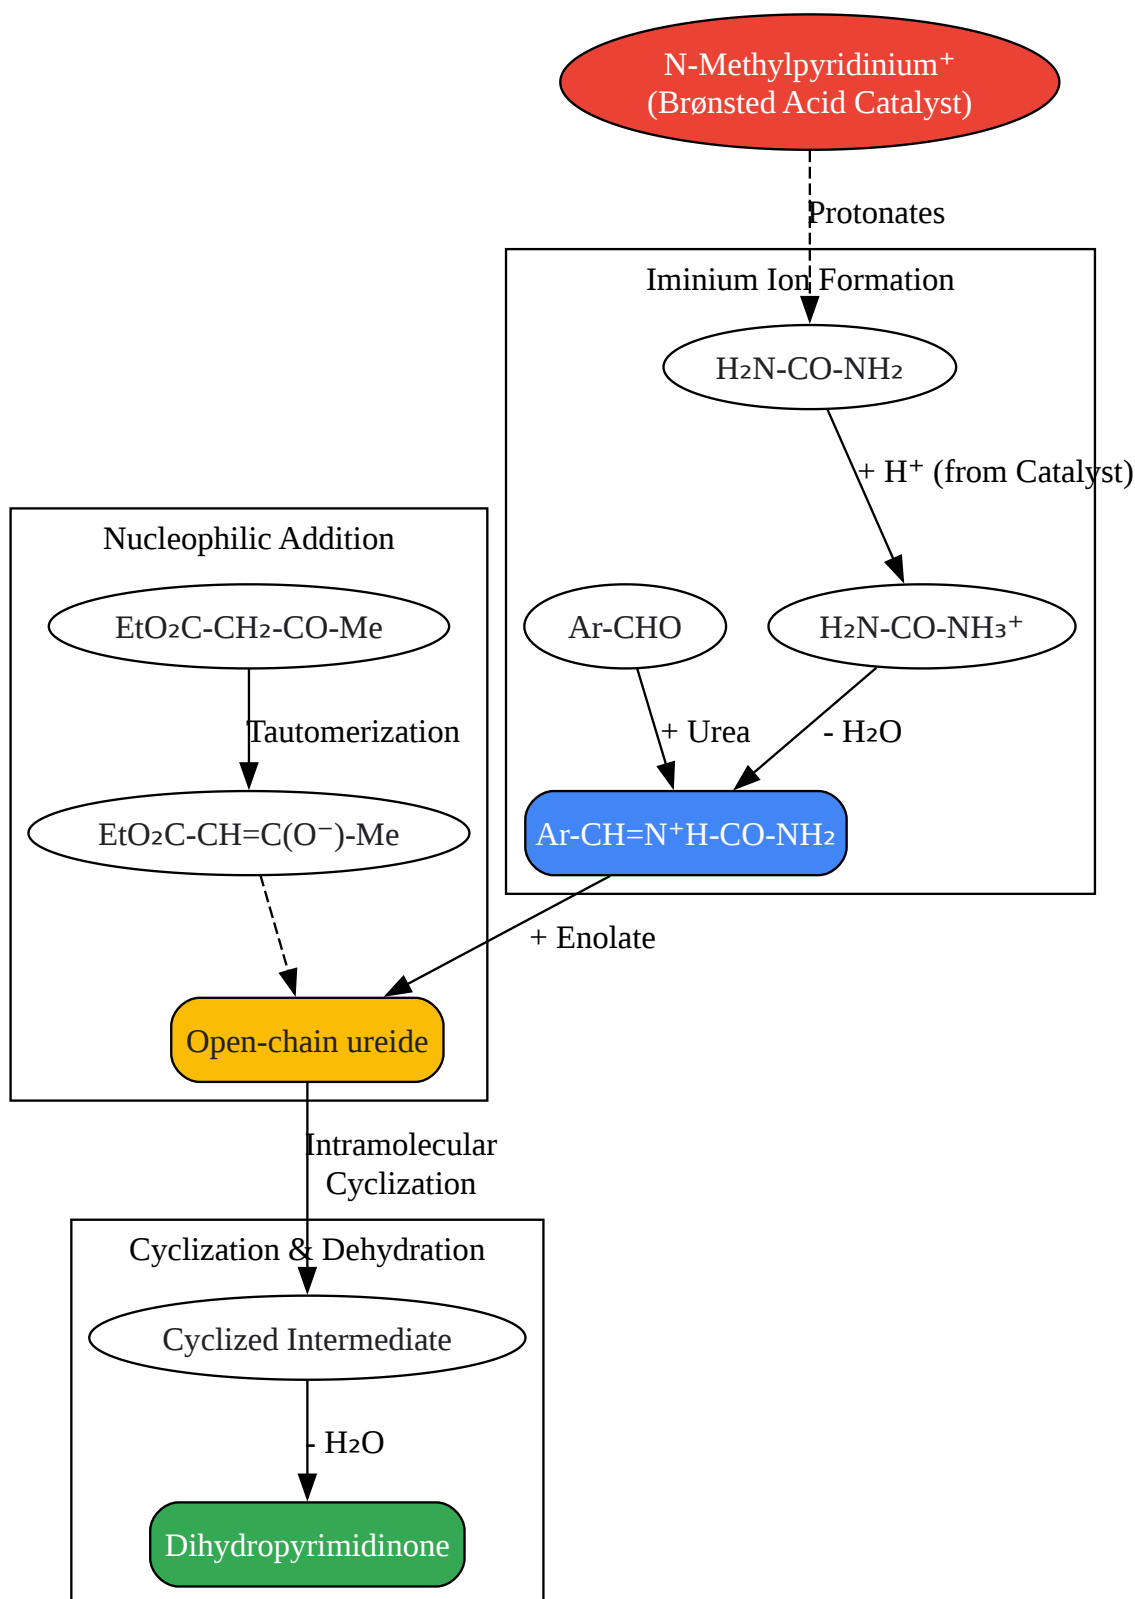 N-Methylpyridinium⁺
(Brønsted Acid Catalyst)
Protonates
Iminium Ion Formation
H₂N-CO-NH₂
+ H⁺ (from Catalyst)
Nucleophilic Addition
EtO₂C-CH₂-CO-Me
Ar-CHO
H₂N-CO-NH₃⁺
Tautomerization
+ Urea
- H₂O
EtO₂C-CH=C(O⁻)-Me
Ar-CH=N⁺H-CO-NH₂
+ Enolate
Open-chain ureide
Intramolecular
Cyclization
Cyclization & Dehydration
Cyclized Intermediate
- H₂O
Dihydropyrimidinone